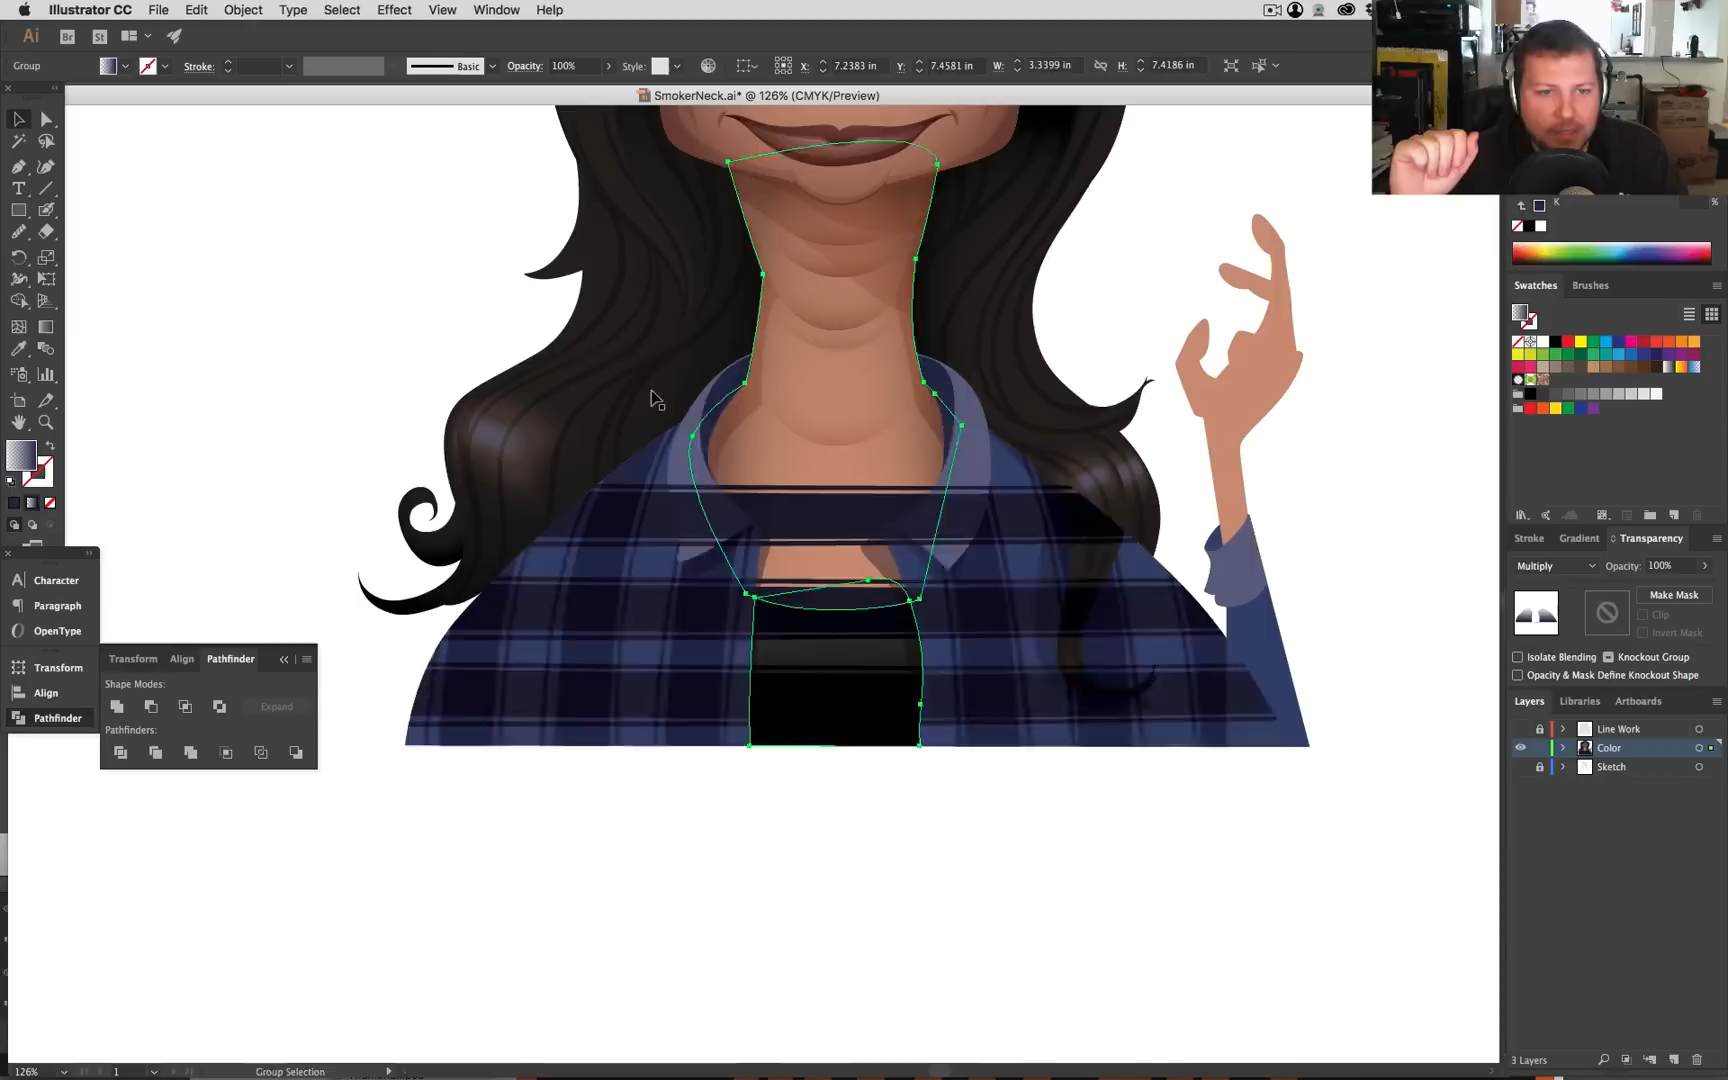 Illustrator CC File Edit Object Type Select Effect View Window Help
Ai Br St
Group Stroke: Basic Opacity: 100% Style: X: 7.2383 in Y: 7.4581 in W: 3.3399 in H: 7.4186 in
SmokerNeck.ai* @ 126% (CMYK/Preview)
K %
Swatches Brushes
Stroke Gradient Transparency
Multiply Opacity: 100%
Make Mask
Clip
Invert Mask
Isolate Blending Knockout Group
Opacity & Mask Define Knockout Shape
Layers Libraries Artboards
Line Work
Color
Sketch
Character
Paragraph
OpenType
Transform
Align
Pathfinder
Transform Align Pathfinder
Shape Modes:
Expand
Pathfinders:
126% 1 Group Selection
3 Layers